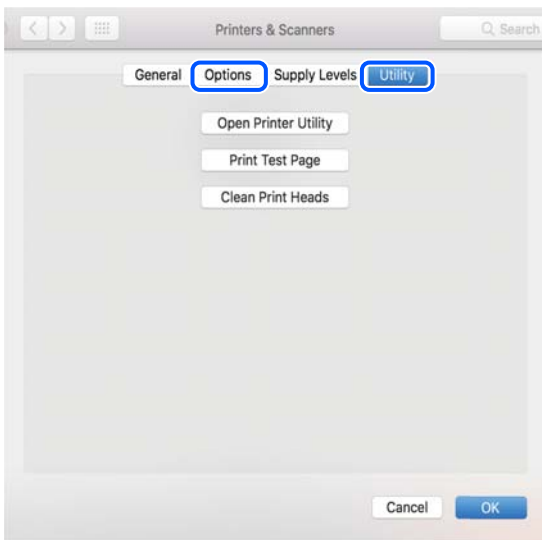 Printers & Scanners Search
General Options Supply Levels Utility
Open Printer Utility
Print Test Page
Clean Print Heads
Cancel OK